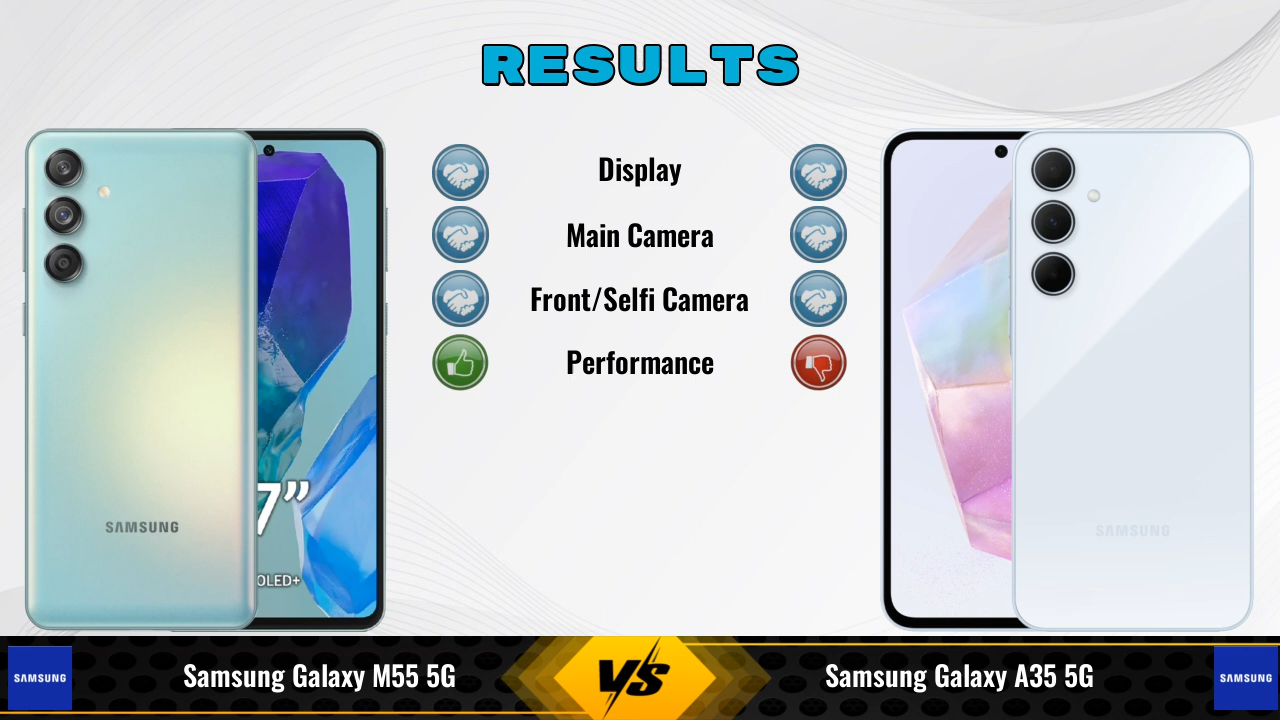 RESULTS
Display
Main Camera
Front/Selfi Camera
Performance
7”
OLED+
SAMSUNG
SAMSUNG
SAMSUNG
Samsung Galaxy M55 5G
VS
Samsung Galaxy A35 5G
SAMSUNG